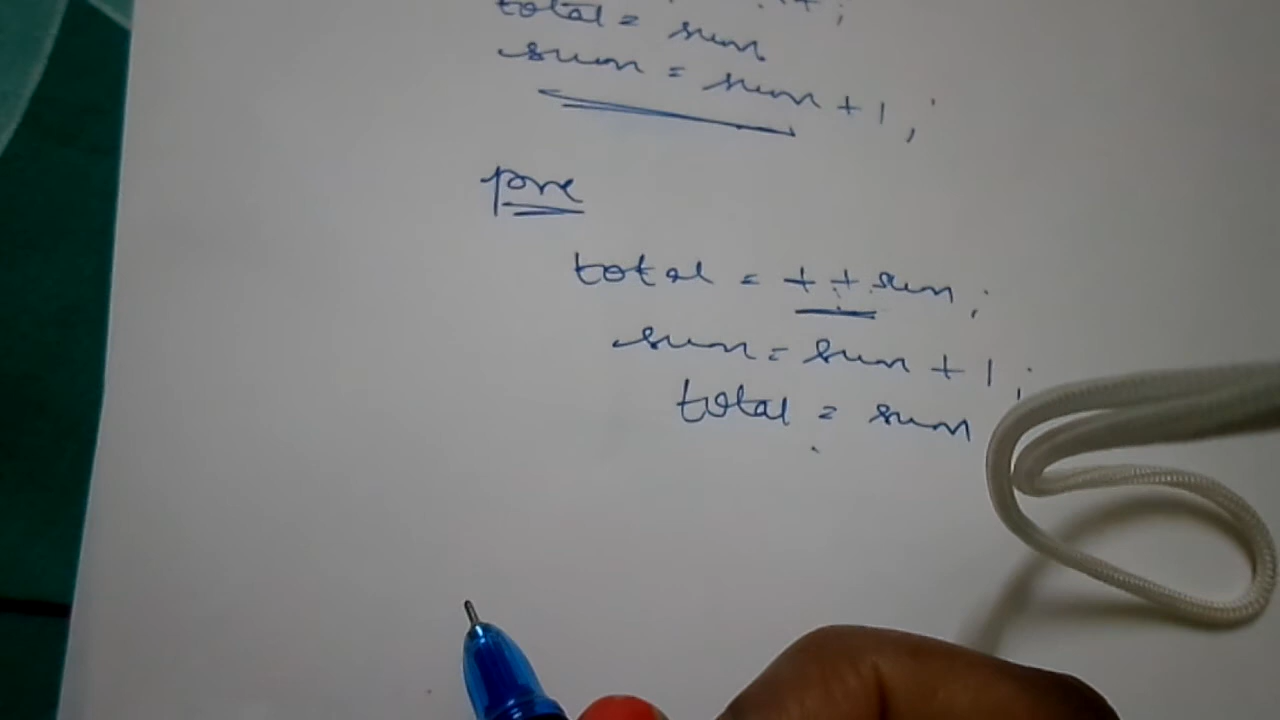 total = sum
sum = sum + 1;
pre
total = ++sum;
sum = sum + 1;
total = sum